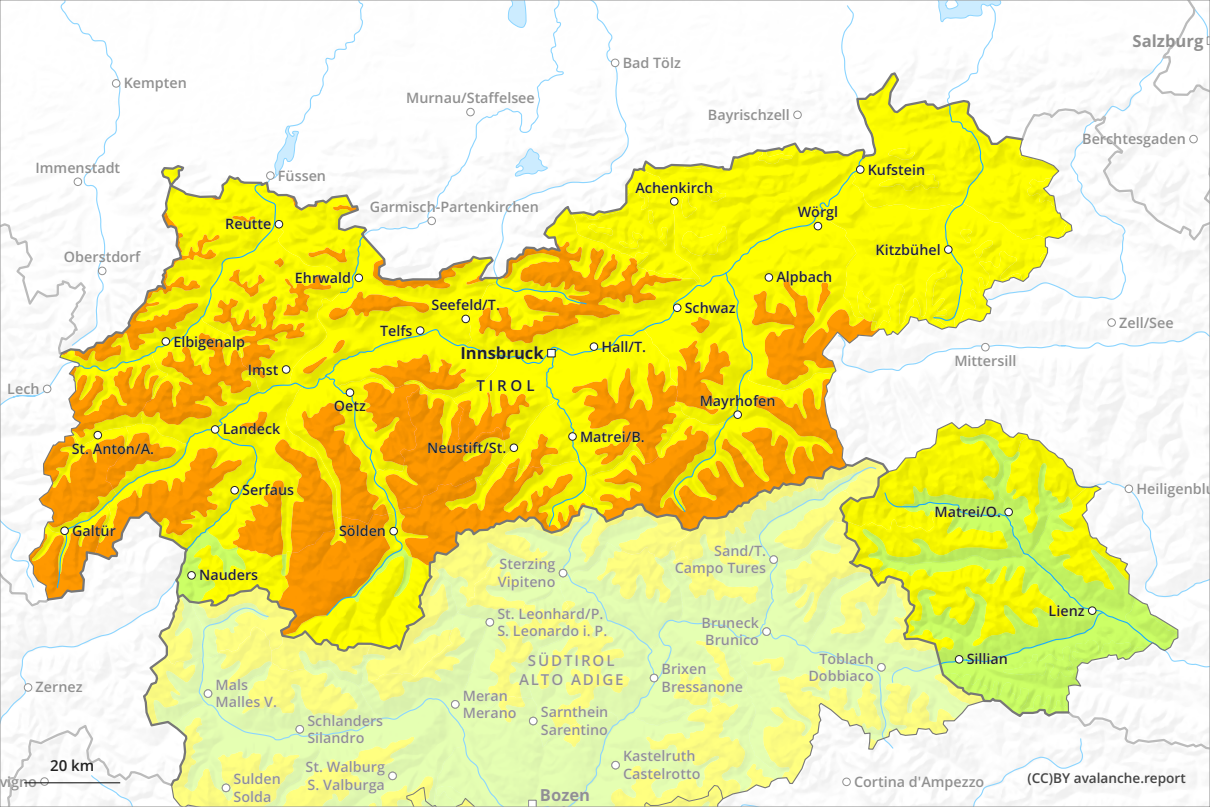 Salzburg
Bad Tölz
Kempten
Murnau/Staffelsee
Bayrischzell
Berchtesgaden
Immenstadt
Füssen
Kufstein
Achenkirch
Garmisch-Partenkirchen
Wörgl
Reutte
Kitzbühel
Oberstdorf
Ehrwald
Alpbach
Seefeld/T.
Schwaz
Zell/See
Telfs
Elbigenalp
Innsbruck
Hall/T.
Mittersill
Imst
TIROL
Lech
Oetz
Mayrhofen
Landeck
Matrei/B.
St. Anton/A.
Neustift/St.
Serfaus
Heiligenblu
Matrei/O.
Galtür
Sölden
Sand/T.
Campo Tures
Sterzing
Vipiteno
Nauders
Lienz
St. Leonhard/P.
S. Leonardo i. P.
Bruneck
Brunico
SÜDTIROL
ALTO ADIGE
Toblach
Dobbiaco
Sillian
Brixen
Bressanone
Zernez
Mals
Malles V.
Meran
Merano
Sarnthein
Sarentino
Schlanders
Silandro
20 km
St. Walburg
S. Valburga
Kastelruth
Castelrotto
vigno
Sulden
Solda
Cortina d'Ampezzo
(CC)BY avalanche.report
Bozen